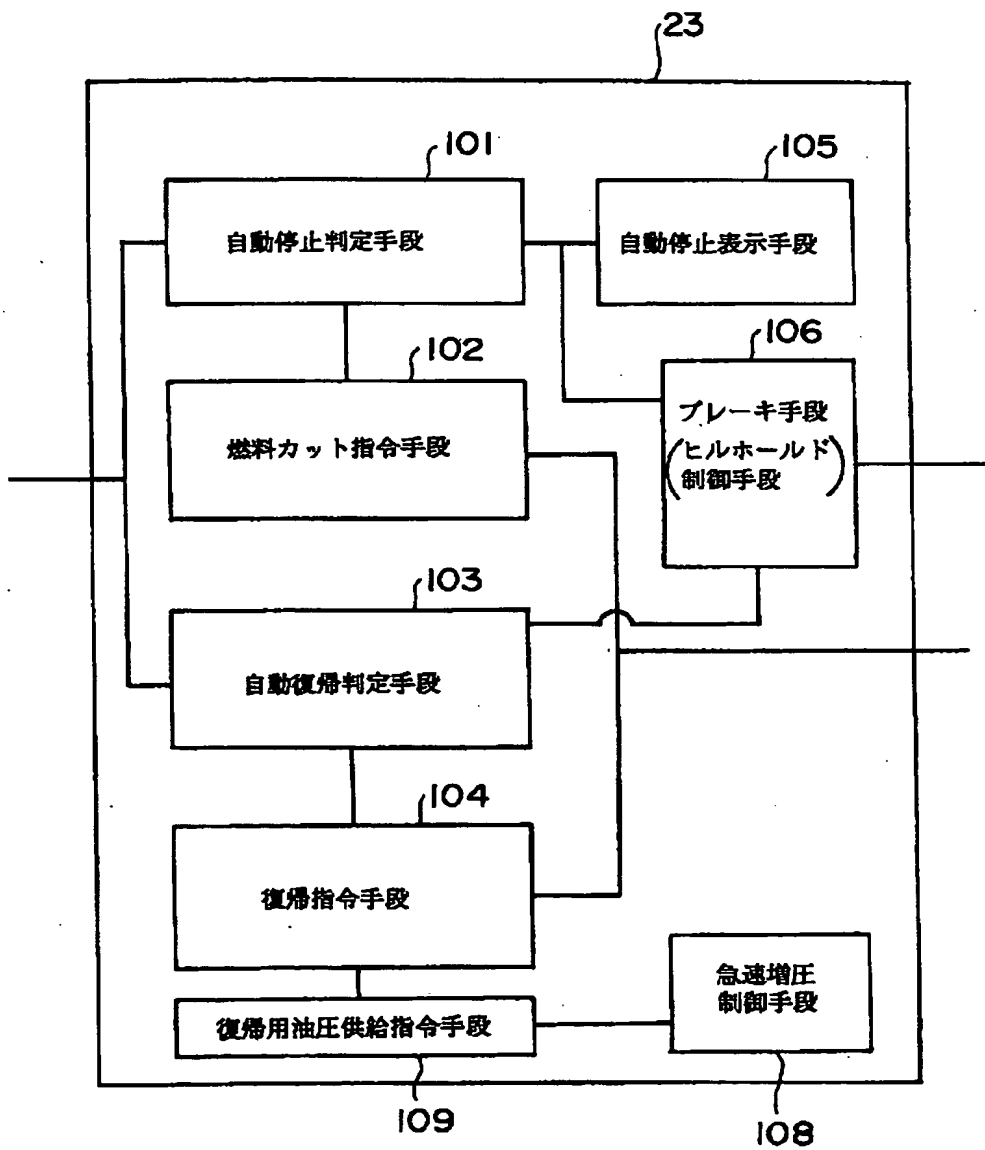 23
101
自動停止判定手段
105
自動停止表示手段
102
燃料カット指令手段
106
ブレーキ手段
(ヒルホールド
制御手段)
103
自動復帰判定手段
104
復帰指令手段
急速増圧
制御手段
復帰用油圧供給指令手段
109
108